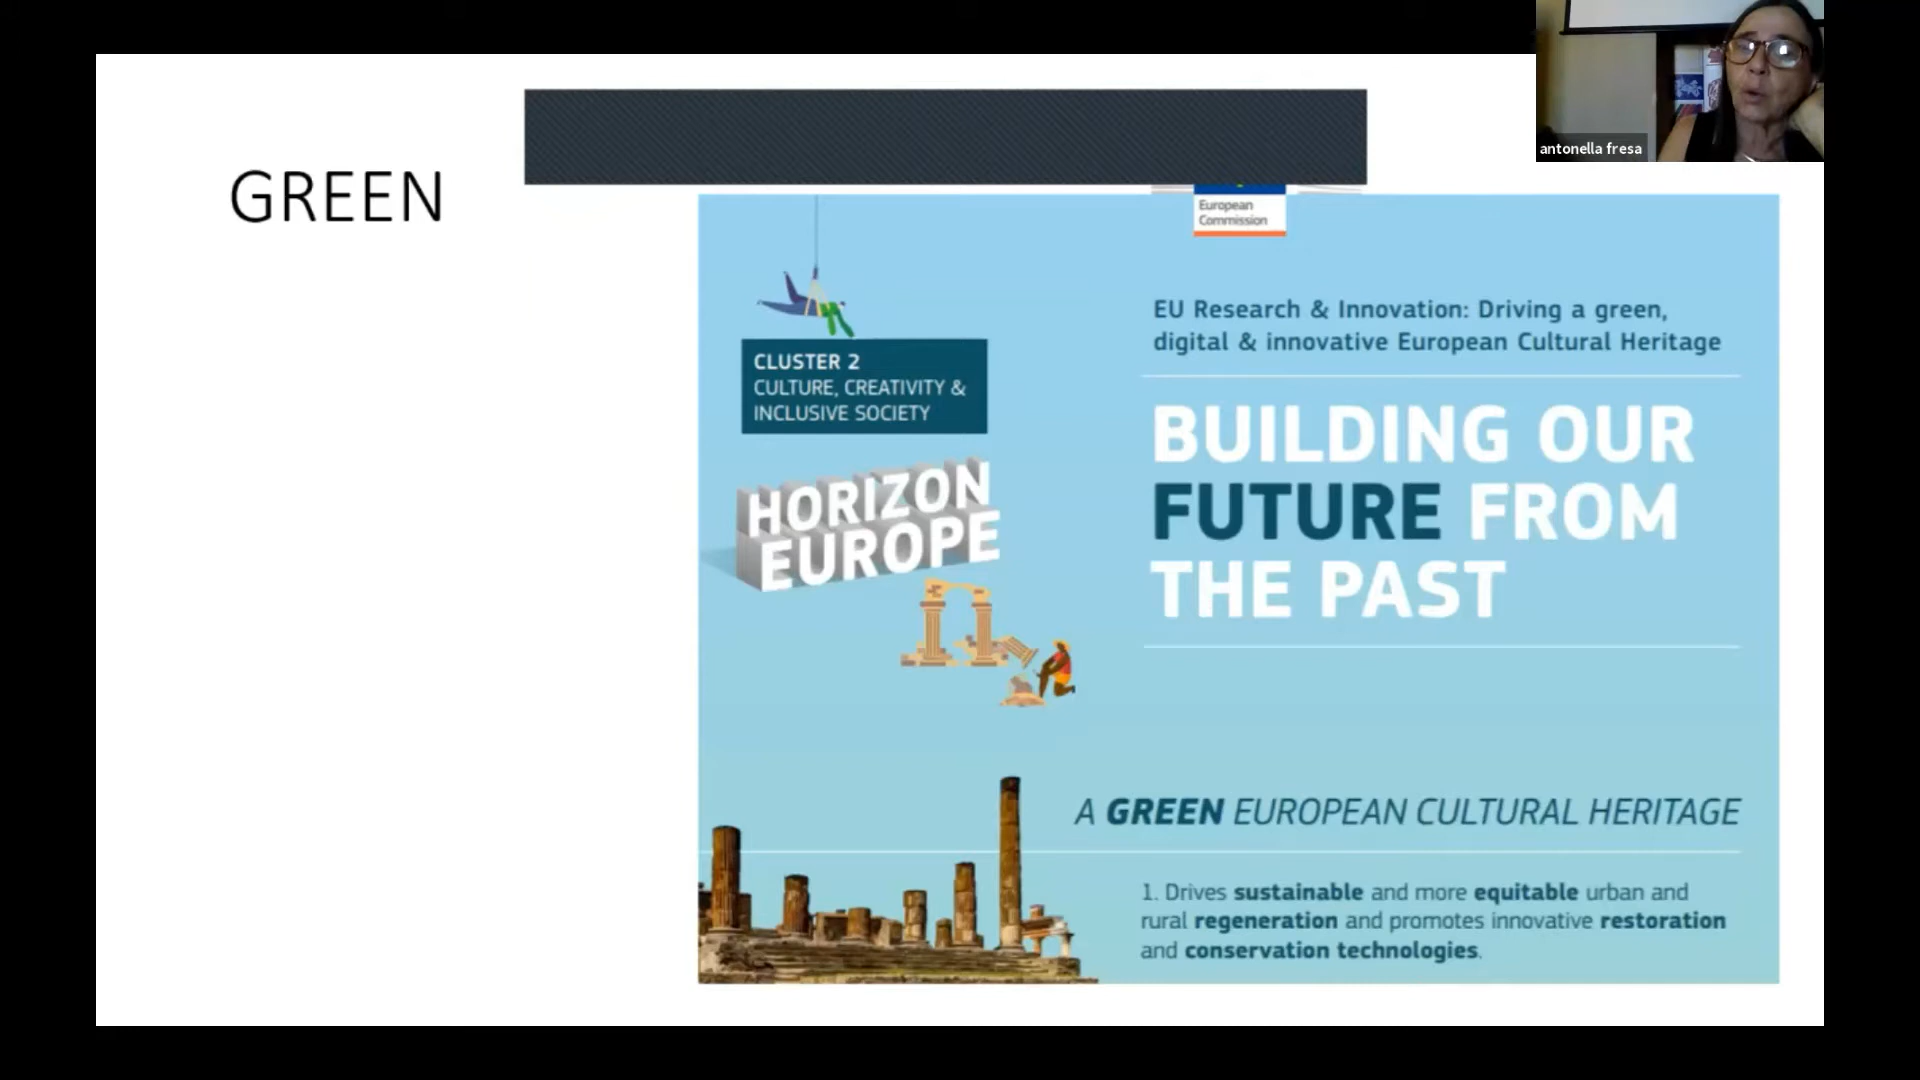 antonella fresa
GREEN
European
Commission
EU Research & Innovation: Driving a green,
digital & innovative European Cultural Heritage
CLUSTER 2
CULTURE, CREATIVITY &
INCLUSIVE SOCIETY
HORIZON
EUROPE
BUILDING OUR
FUTURE FROM
THE PAST
A GREEN EUROPEAN CULTURAL HERITAGE
1. Drives sustainable and more equitable urban and
rural regeneration and promotes innovative restoration
and conservation technologies.